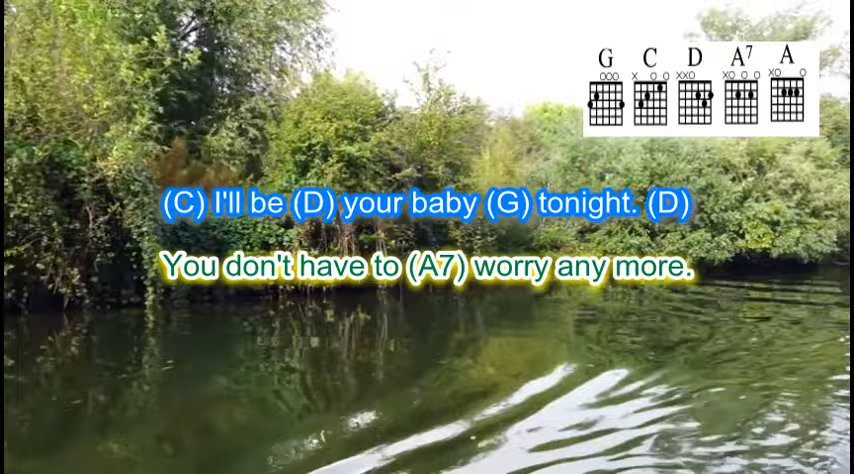 G C D A7 A
(C) I'll be (D) your baby (G) tonight. (D)
You don't have to (A7) worry any more.